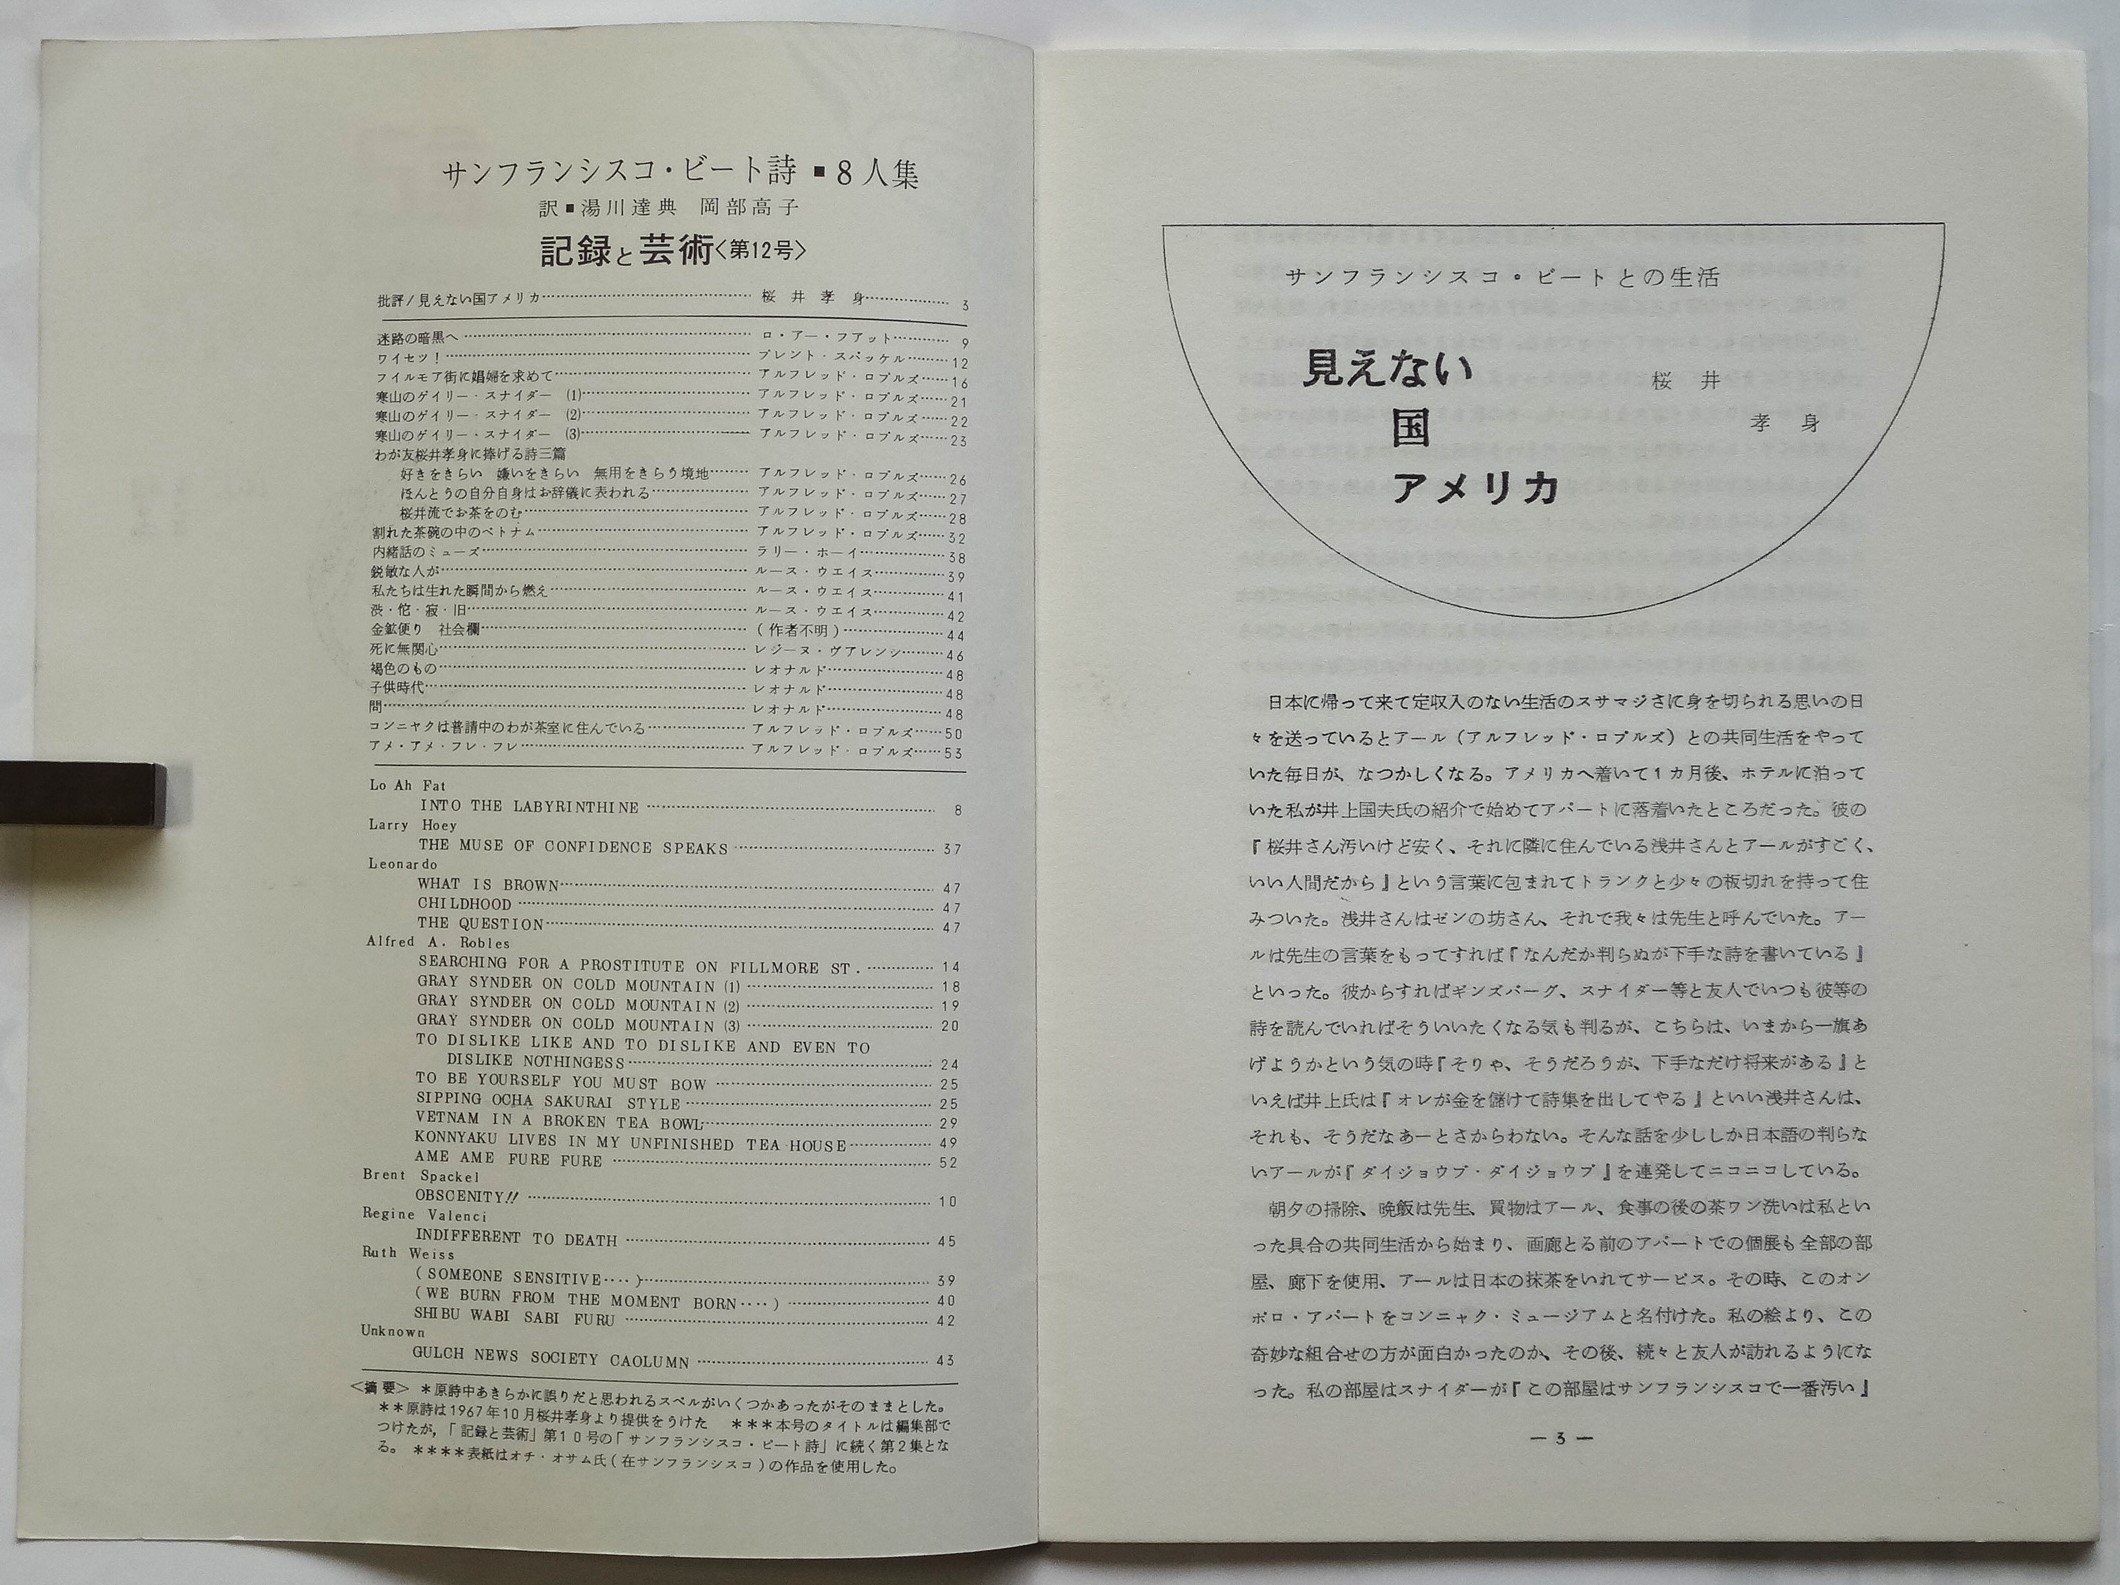 サンフランシスコ・ビート詩 ■ 8人集
訳■湯川達典 岡部高子
記録と芸術〈第12号〉
批評/見えない国アメリカ………桜井孝身………3
迷路の暗黒へ………ロ・アー・フアット………9
ワイセツ!………ブレント・スパッケル………12
フイルモア街に娼婦を求めて………アルフレッド・ロブルズ……16
寒山のゲイリー・スナイダー (1)………アルフレッド・ロブルズ……21
寒山のゲイリー・スナイダー (2)………アルフレッド・ロブルズ……22
寒山のゲイリー・スナイダー (3)………アルフレッド・ロブルズ……23
わが友桜井孝身に捧げる詩三篇
好きをきらい 嫌いをきらい 無用をきらう境地………アルフレッド・ロブルズ……26
ほんとうの自分自身はお辞儀に表われる………アルフレッド・ロブルズ……27
桜井流でお茶をのむ………アルフレッド・ロブルズ……28
割れた茶碗の中のベトナム………アルフレッド・ロブルズ……32
内緒話のミューズ………ラリー・ホーイ………38
鋭敏な人が………ルース・ウエイス………39
私たちは生れた瞬間から燃え………ルース・ウエイス………41
渋・佗・寂・旧………ルース・ウエイス………42
金鉱便り 社会欄………(作者不明)………44
死に無関心………レジーヌ・ヴアレンシ……46
褐色のもの………レオナルド………48
子供時代………レオナルド………48
問………レオナルド………48
コンニヤクは普請中のわが茶室に住んでいる………アルフレッド・ロブルズ……50
アメ・アメ・フレ・フレ………アルフレッド・ロブルズ……53
Lo Ah Fat
INTO THE LABYRINTHINE ……… 8
Larry Hoey
THE MUSE OF CONFIDENCE SPEAKS ……… 37
Leonardo
WHAT IS BROWN ……… 47
CHILDHOOD ……… 47
THE QUESTION ……… 47
Alfred A. Robles
SEARCHING FOR A PROSTITUTE ON FILLMORE ST. ……… 14
GRAY SYNDER ON COLD MOUNTAIN (1) ……… 18
GRAY SYNDER ON COLD MOUNTAIN (2) ……… 19
GRAY SYNDER ON COLD MOUNTAIN (3) ……… 20
TO DISLIKE LIKE AND TO DISLIKE AND EVEN TO
DISLIKE NOTHINGESS ……… 24
TO BE YOURSELF YOU MUST BOW ……… 25
SIPPING OCHA SAKURAI STYLE ……… 25
VETNAM IN A BROKEN TEA BOWL ……… 29
KONNYAKU LIVES IN MY UNFINISHED TEA HOUSE ……… 49
AME AME FURE FURE ……… 52
Brent Spackel
OBSCENITY!! ……… 10
Regine Valenci
INDIFFERENT TO DEATH ……… 45
Ruth Weiss
(SOMEONE SENSITIVE····) ……… 39
(WE BURN FROM THE MOMENT BORN····) ……… 40
SHIBU WABI SABI FURU ……… 42
Unknown
GULCH NEWS SOCIETY CAOLUMN ……… 43
〈摘要〉 *原詩中あきらかに誤りだと思われるスペルがいくつかあったがそのままとした。
**原詩は1967年10月桜井孝身より提供をうけた ***本号のタイトルは編集部で
つけたが,「記録と芸術」第10号の「サンフランシスコ・ビート詩」に続く第2集とな
る。 ****表紙はオチ・オサム氏(在サンフランシスコ)の作品を使用した。
サンフランシスコ・ビートとの生活
見えない
国
アメリカ
桜井
孝身
日本に帰って来て定収入のない生活のスサマジさに身を切られる思いの日
々を送っているとアール(アルフレッド・ロブルズ)との共同生活をやって
いた毎日が、なつかしくなる。アメリカへ着いて1カ月後、ホテルに泊って
いた私が井上国夫氏の紹介で始めてアパートに落着いたところだった。彼の
『桜井さん汚いけど安く、それに隣に住んでいる浅井さんとアールがすごく、
いい人間だから』という言葉に包まれてトランクと少々の板切れを持って住
みついた。浅井さんはゼンの坊さん、それで我々は先生と呼んでいた。アー
ルは先生の言葉をもってすれば『なんだか判らぬが下手な詩を書いている』
といった。彼からすればギンズバーグ、スナイダー等と友人でいつも彼等の
詩を読んでいればそういいたくなる気も判るが、こちらは、いまから一旗あ
げようかという気の時『そりゃ、そうだろうが、下手なだけ将来がある』と
いえば井上氏は『オレが金を儲けて詩集を出してやる』といい浅井さんは、
それも、そうだなあーとさからわない。そんな話を少ししか日本語の判らな
いアールが『ダイジョウブ・ダイジョウブ』を連発してニコニコしている。
朝夕の掃除、晩飯は先生、買物はアール、食事の後の茶ワン洗いは私とい
った具合の共同生活から始まり、画廊とる前のアパートでの個展も全部の部
屋、廊下を使用、アールは日本の抹茶をいれてサービス。その時、このオン
ボロ・アパートをコンニャク・ミュージアムと名付けた。私の絵より、この
奇妙な組合せの方が面白かったのか、その後、続々と友人が訪れるようにな
った。私の部屋はスナイダーが『この部屋はサンフランシスコで一番汚い』
— 3 —